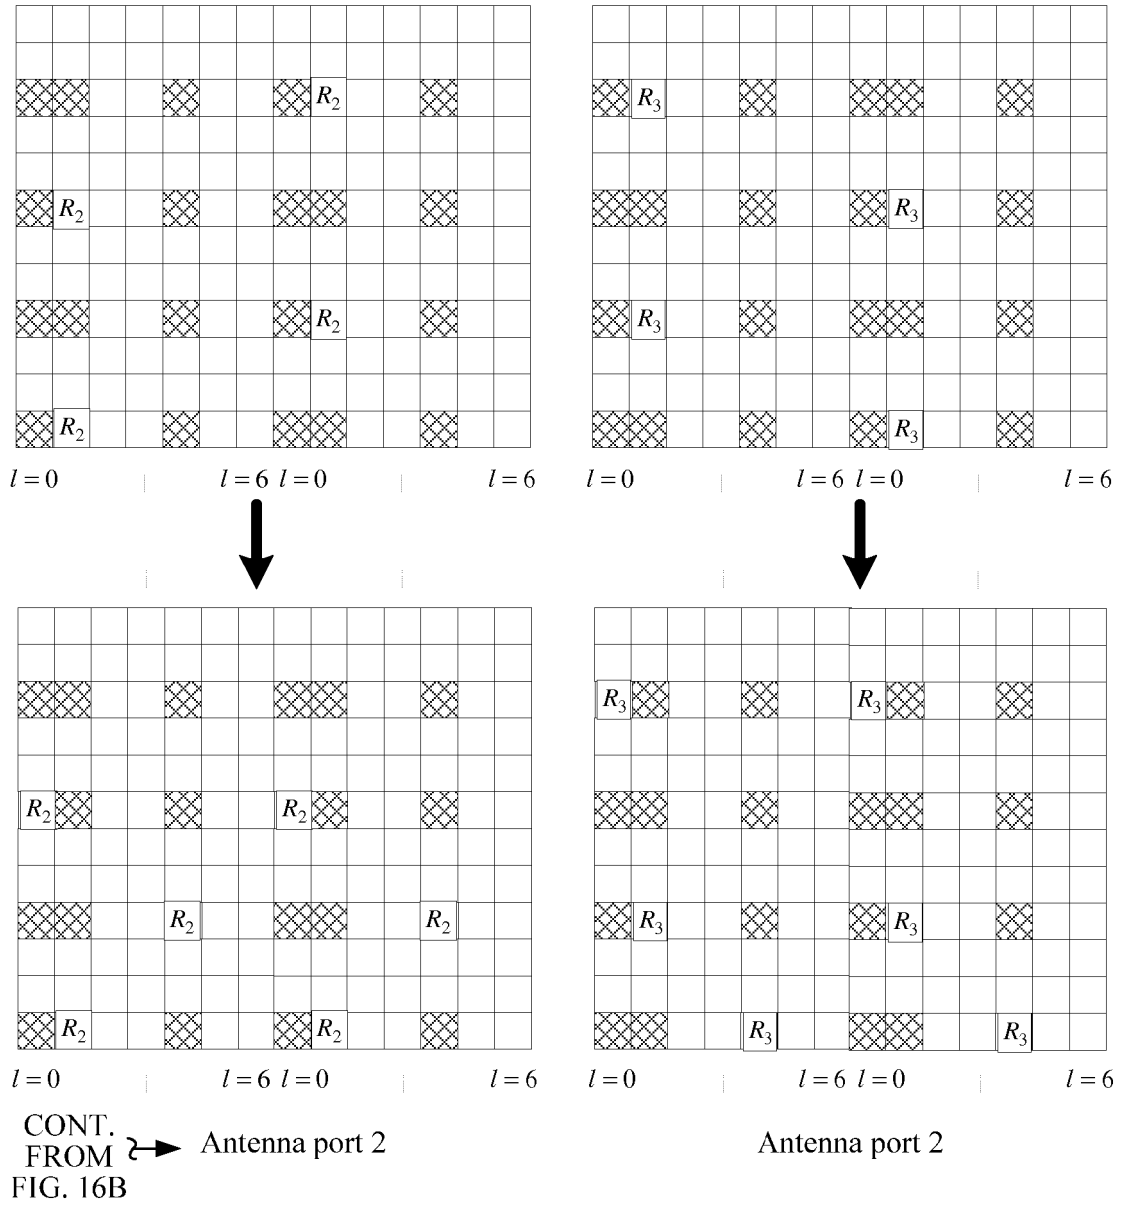 R2 R3
R2 R3
R2 R3
R2 R3
l = 0 l = 6 l = 0 l = 6 l = 0 l = 6 l = 0 l = 6
R3 R3
R2 R2
R2 R2 R3 R3
R2 R2 R3 R3
l = 0 l = 6 l = 0 l = 6 l = 0 l = 6 l = 0 l = 6
CONT.
FROM
FIG. 16B
Antenna port 2 Antenna port 2